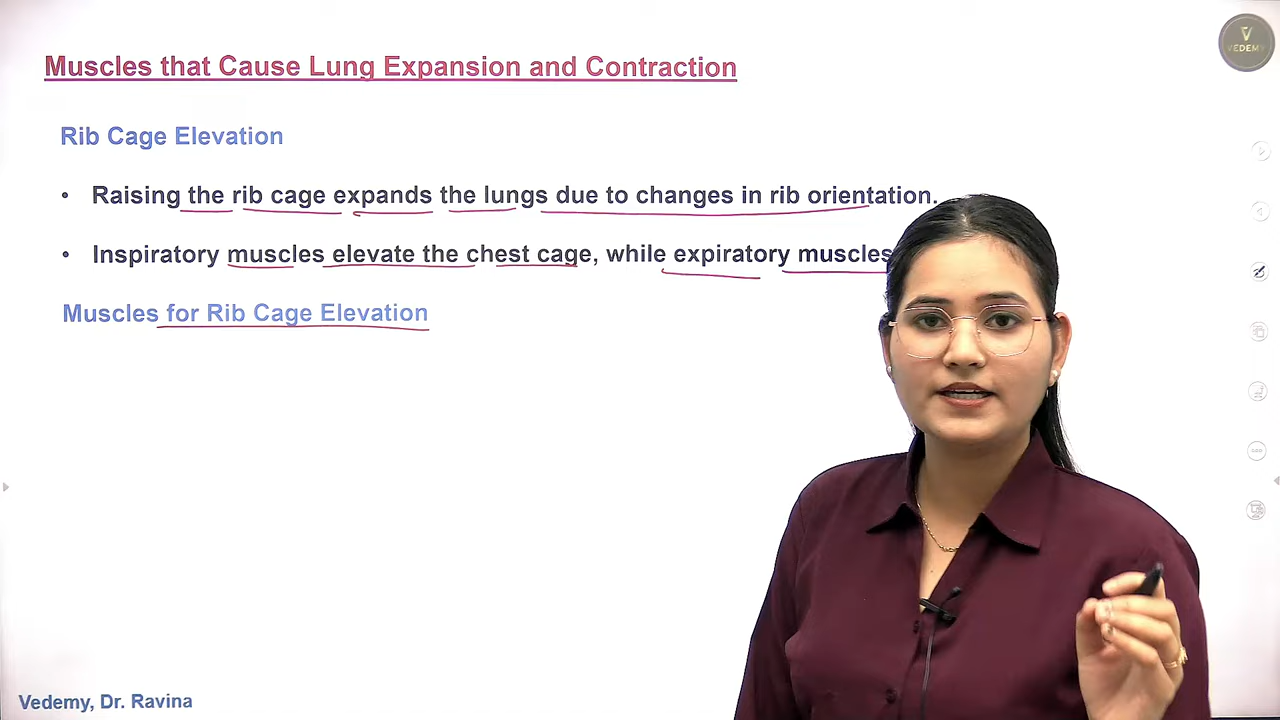 VEDEMY
Muscles that Cause Lung Expansion and Contraction
Rib Cage Elevation
• Raising the rib cage expands the lungs due to changes in rib orientation.
• Inspiratory muscles elevate the chest cage, while expiratory muscles
Muscles for Rib Cage Elevation
Vedemy, Dr. Ravina